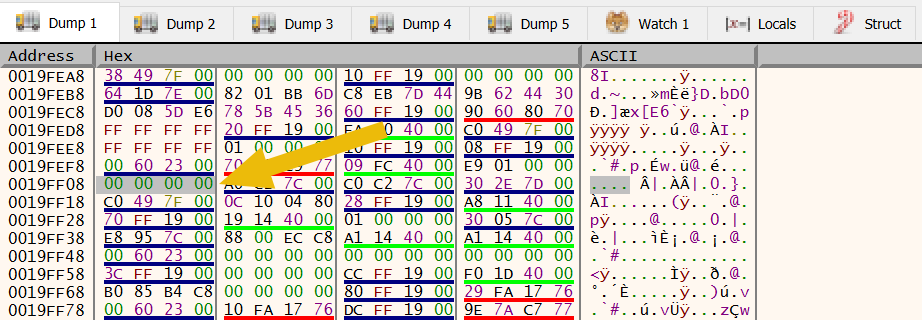 Dump 1 Dump 2 Dump 3 Dump 4 Dump 5 Watch 1 Locals Struct
Address Hex ASCII
0019FEA8 38 49 7F 00 00 00 00 00 10 FF 19 00 00 00 00 00 8I.......ÿ......
0019FEB8 64 1D 7E 00 82 01 BB 6D C8 EB 7D 44 9B 62 44 30 d.~...»mÈë}D.bD0
0019FEC8 D0 08 5D E6 78 5B 45 36 60 FF 19 00 90 60 80 70 Ð.]æx[E6`ÿ...`.p
0019FED8 FF FF FF FF 20 FF 19 00 FA 40 00 C0 49 7F 00 ÿÿÿÿ ÿ..ú.@.ÀI..
0019FEE8 FF FF FF FF 01 00 00 19 00 08 FF 19 00 ÿÿÿÿ.....ÿ...ÿ..
0019FEF8 00 60 23 00 70 77 09 FC 40 00 E9 01 00 00 .`#.p.Éw.ü@.é...
0019FF08 00 00 00 00 7C 00 C0 C2 7C 00 30 2E 7D 00 .... Â|.ÀÂ|.0.}.
0019FF18 C0 49 7F 00 0C 10 04 80 28 FF 19 00 A8 11 40 00 ÀI......(ÿ..¨.@.
0019FF28 70 FF 19 00 19 14 40 00 01 00 00 00 30 05 7C 00 pÿ....@.....0.|.
0019FF38 E8 95 7C 00 88 00 EC C8 A1 14 40 00 A1 14 40 00 è.|...ìÈ¡.@.¡.@.
0019FF48 00 60 23 00 00 00 00 00 00 00 00 00 00 00 00 00 .`#.............
0019FF58 3C FF 19 00 00 00 00 00 CC FF 19 00 F0 1D 40 00 <ÿ......Ìÿ..ð.@.
0019FF68 B0 85 B4 C8 00 00 00 00 80 FF 19 00 29 FA 17 76 °.´È.....ÿ..)ú.v
0019FF78 00 60 23 00 10 FA 17 76 DC FF 19 00 9E 7A C7 77 .`#..ú.vÜÿ...zÇw